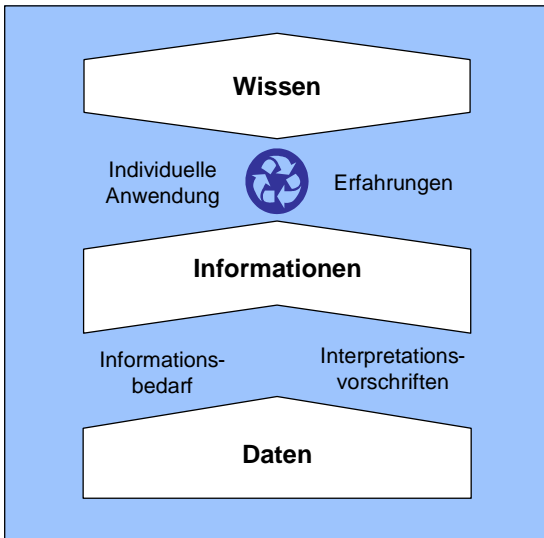 Wissen
Individuelle
Anwendung
Erfahrungen
Informationen
Informations-
bedarf
Interpretations-
vorschriften
Daten